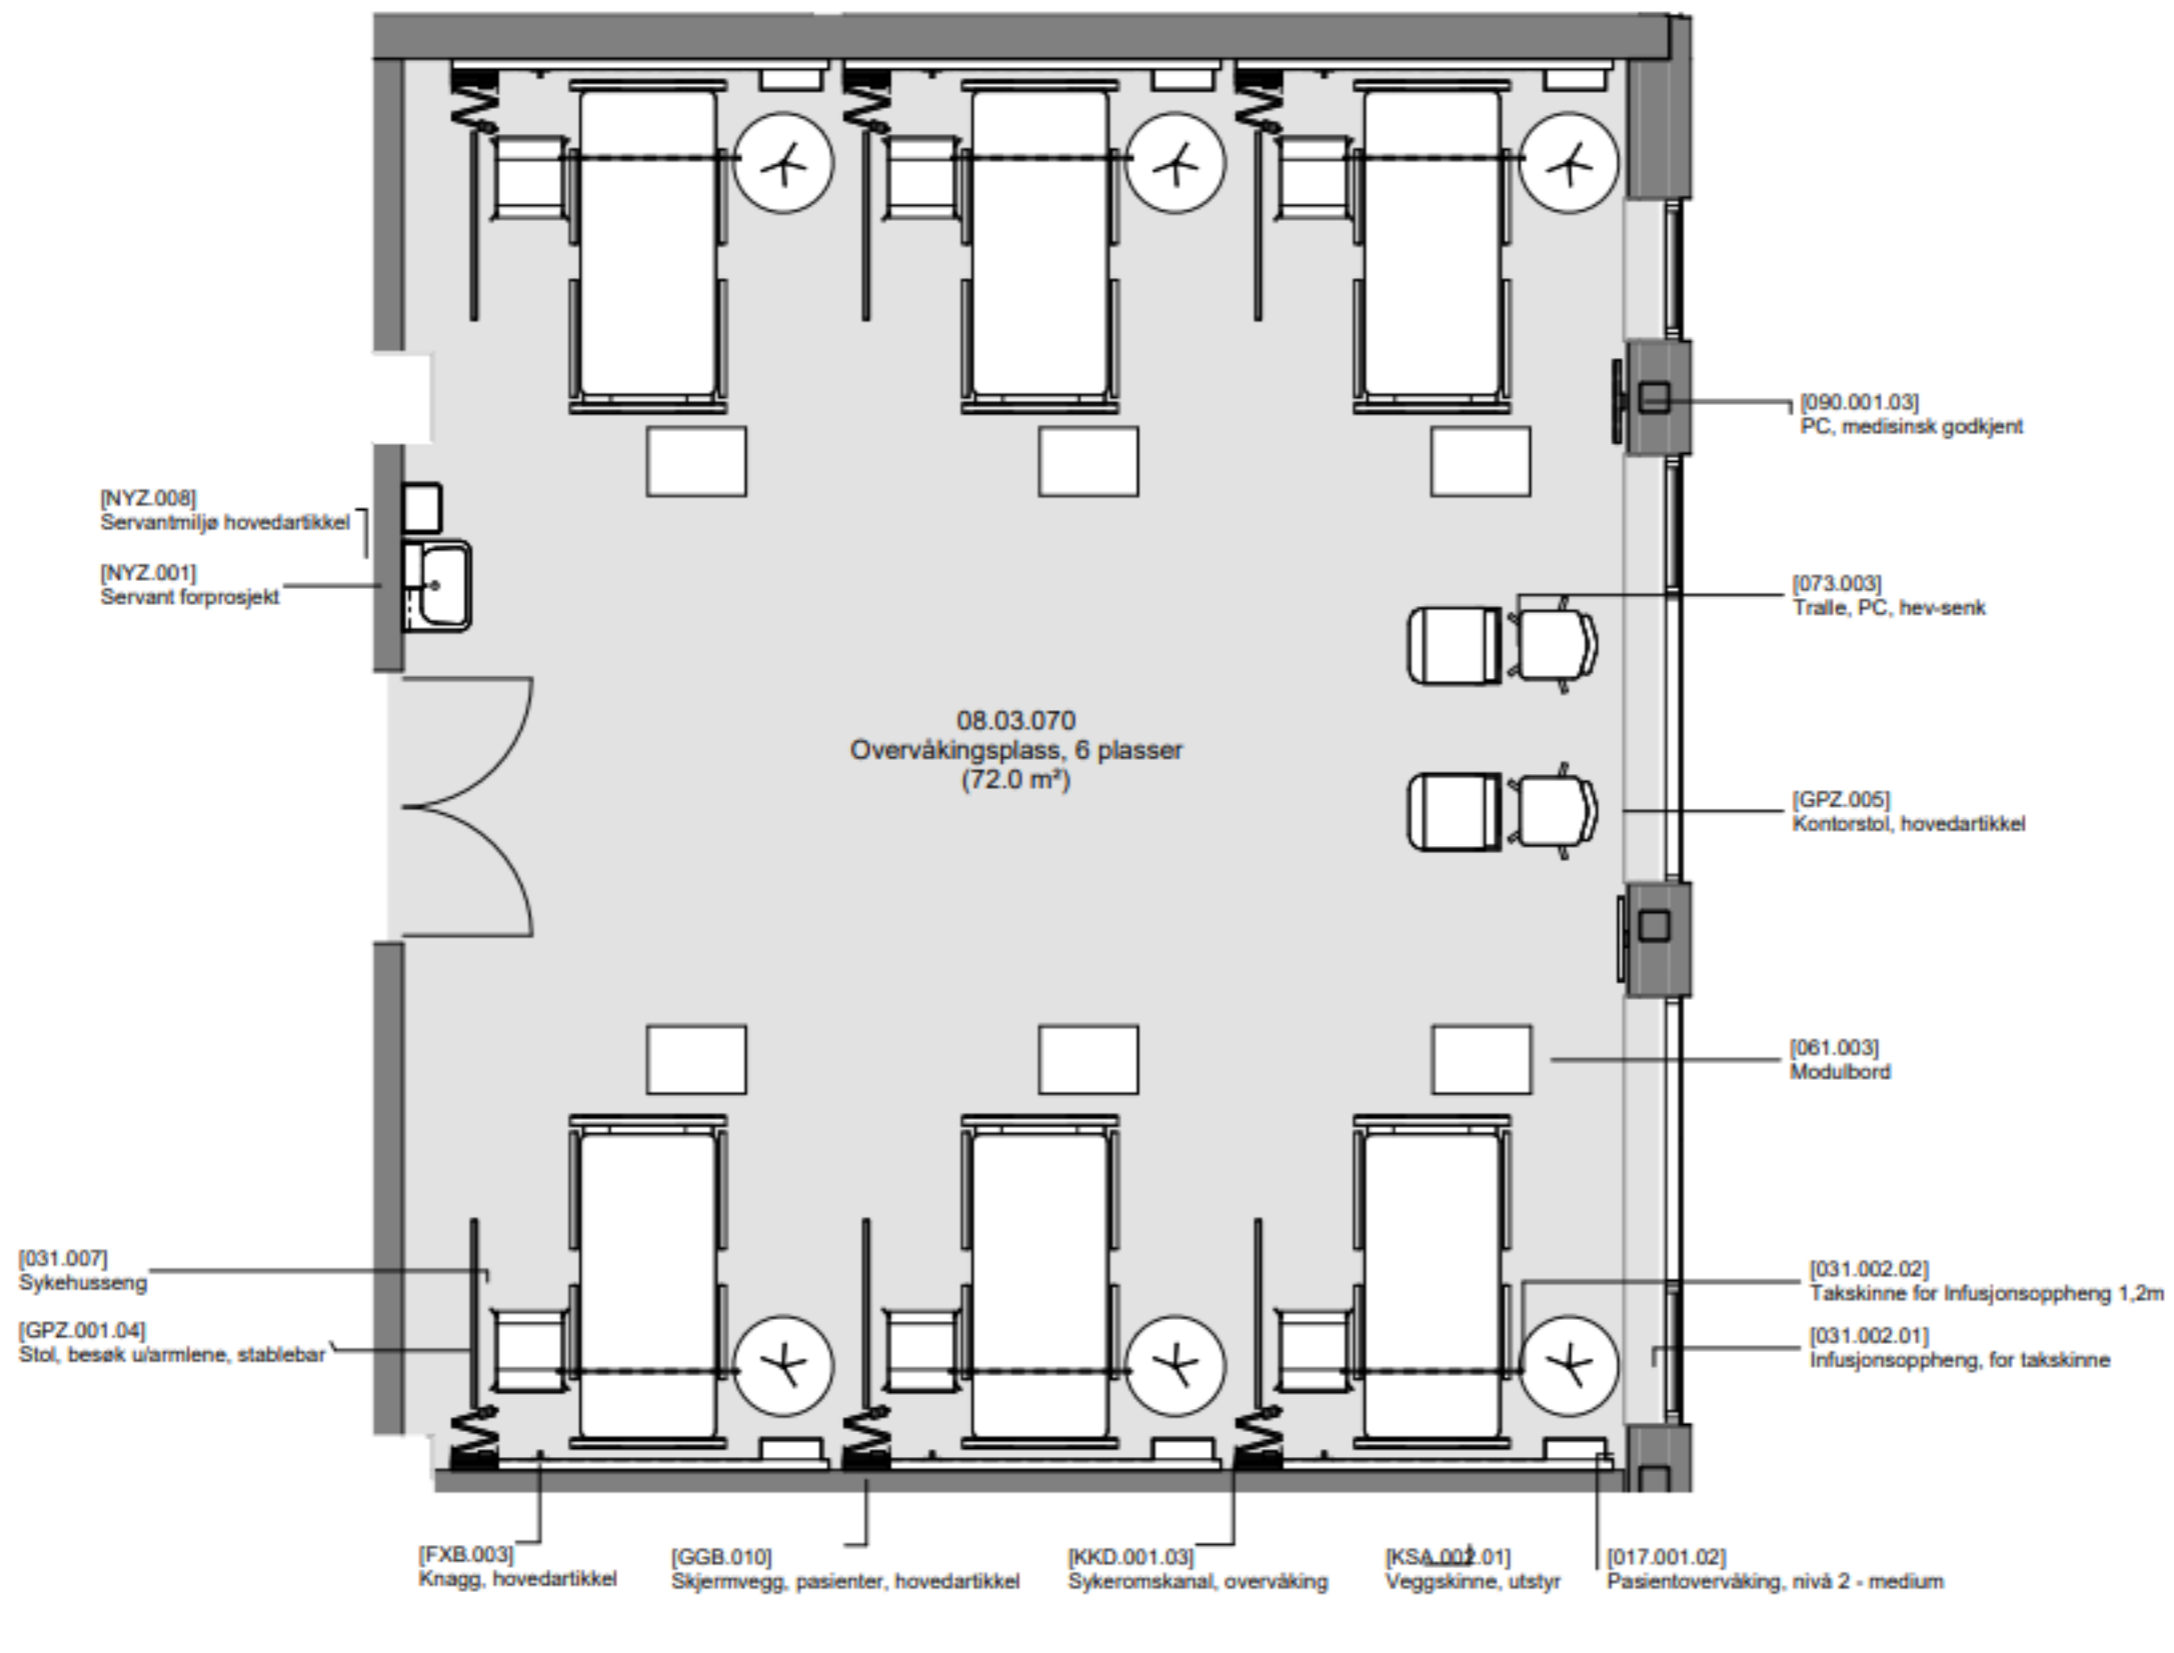 [090.001.03]
PC, medisinsk godkjent
[NYZ.008]
Servantmiljø hovedartikkel
[NYZ.001]
Servant forprosjekt
[073.003]
Tralle, PC, hev-senk
08.03.070
Overvåkingsplass, 6 plasser
(72.0 m²)
[GPZ.005]
Kontorstol, hovedartikkel
[061.003]
Modulbord
[031.007]
Sykehusseng
[GPZ.001.04]
Stol, besøk u/armlene, stablebar
[031.002.02]
Takskinne for Infusjonsoppheng 1,2m
[031.002.01]
Infusjonsoppheng, for takskinne
[FXB.003]
Knagg, hovedartikkel
[GGB.010]
Skjermvegg, pasienter, hovedartikkel
[KKD.001.03]
Sykeromskanal, overvåking
[KSA.002.01]
Veggskinne, utstyr
[017.001.02]
Pasientovervåking, nivå 2 - medium